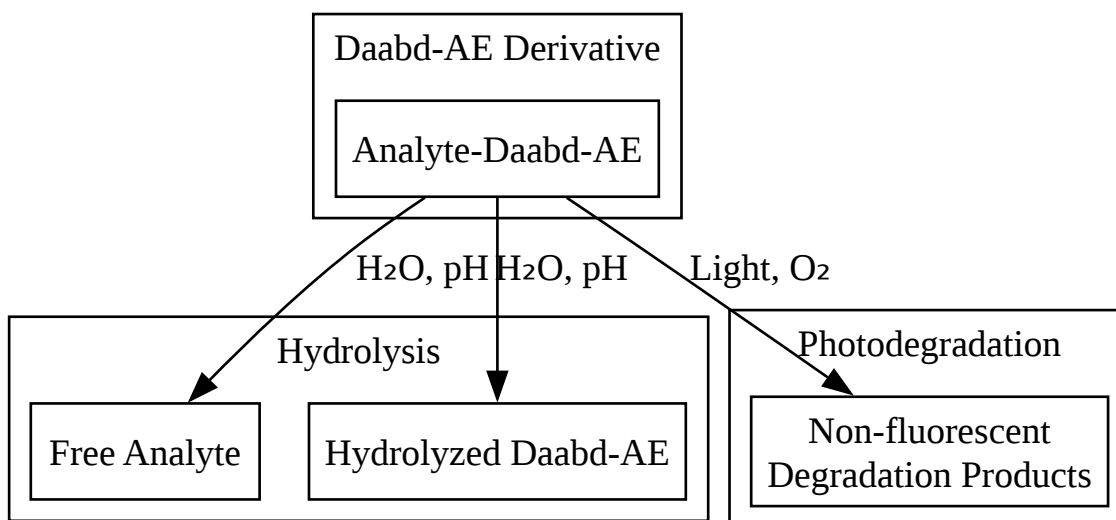 Daabd-AE Derivative
Analyte-Daabd-AE
H₂O, pH
H₂O, pH
Light, O₂
Hydrolysis
Photodegradation
Free Analyte
Hydrolyzed Daabd-AE
Non-fluorescent
Degradation Products